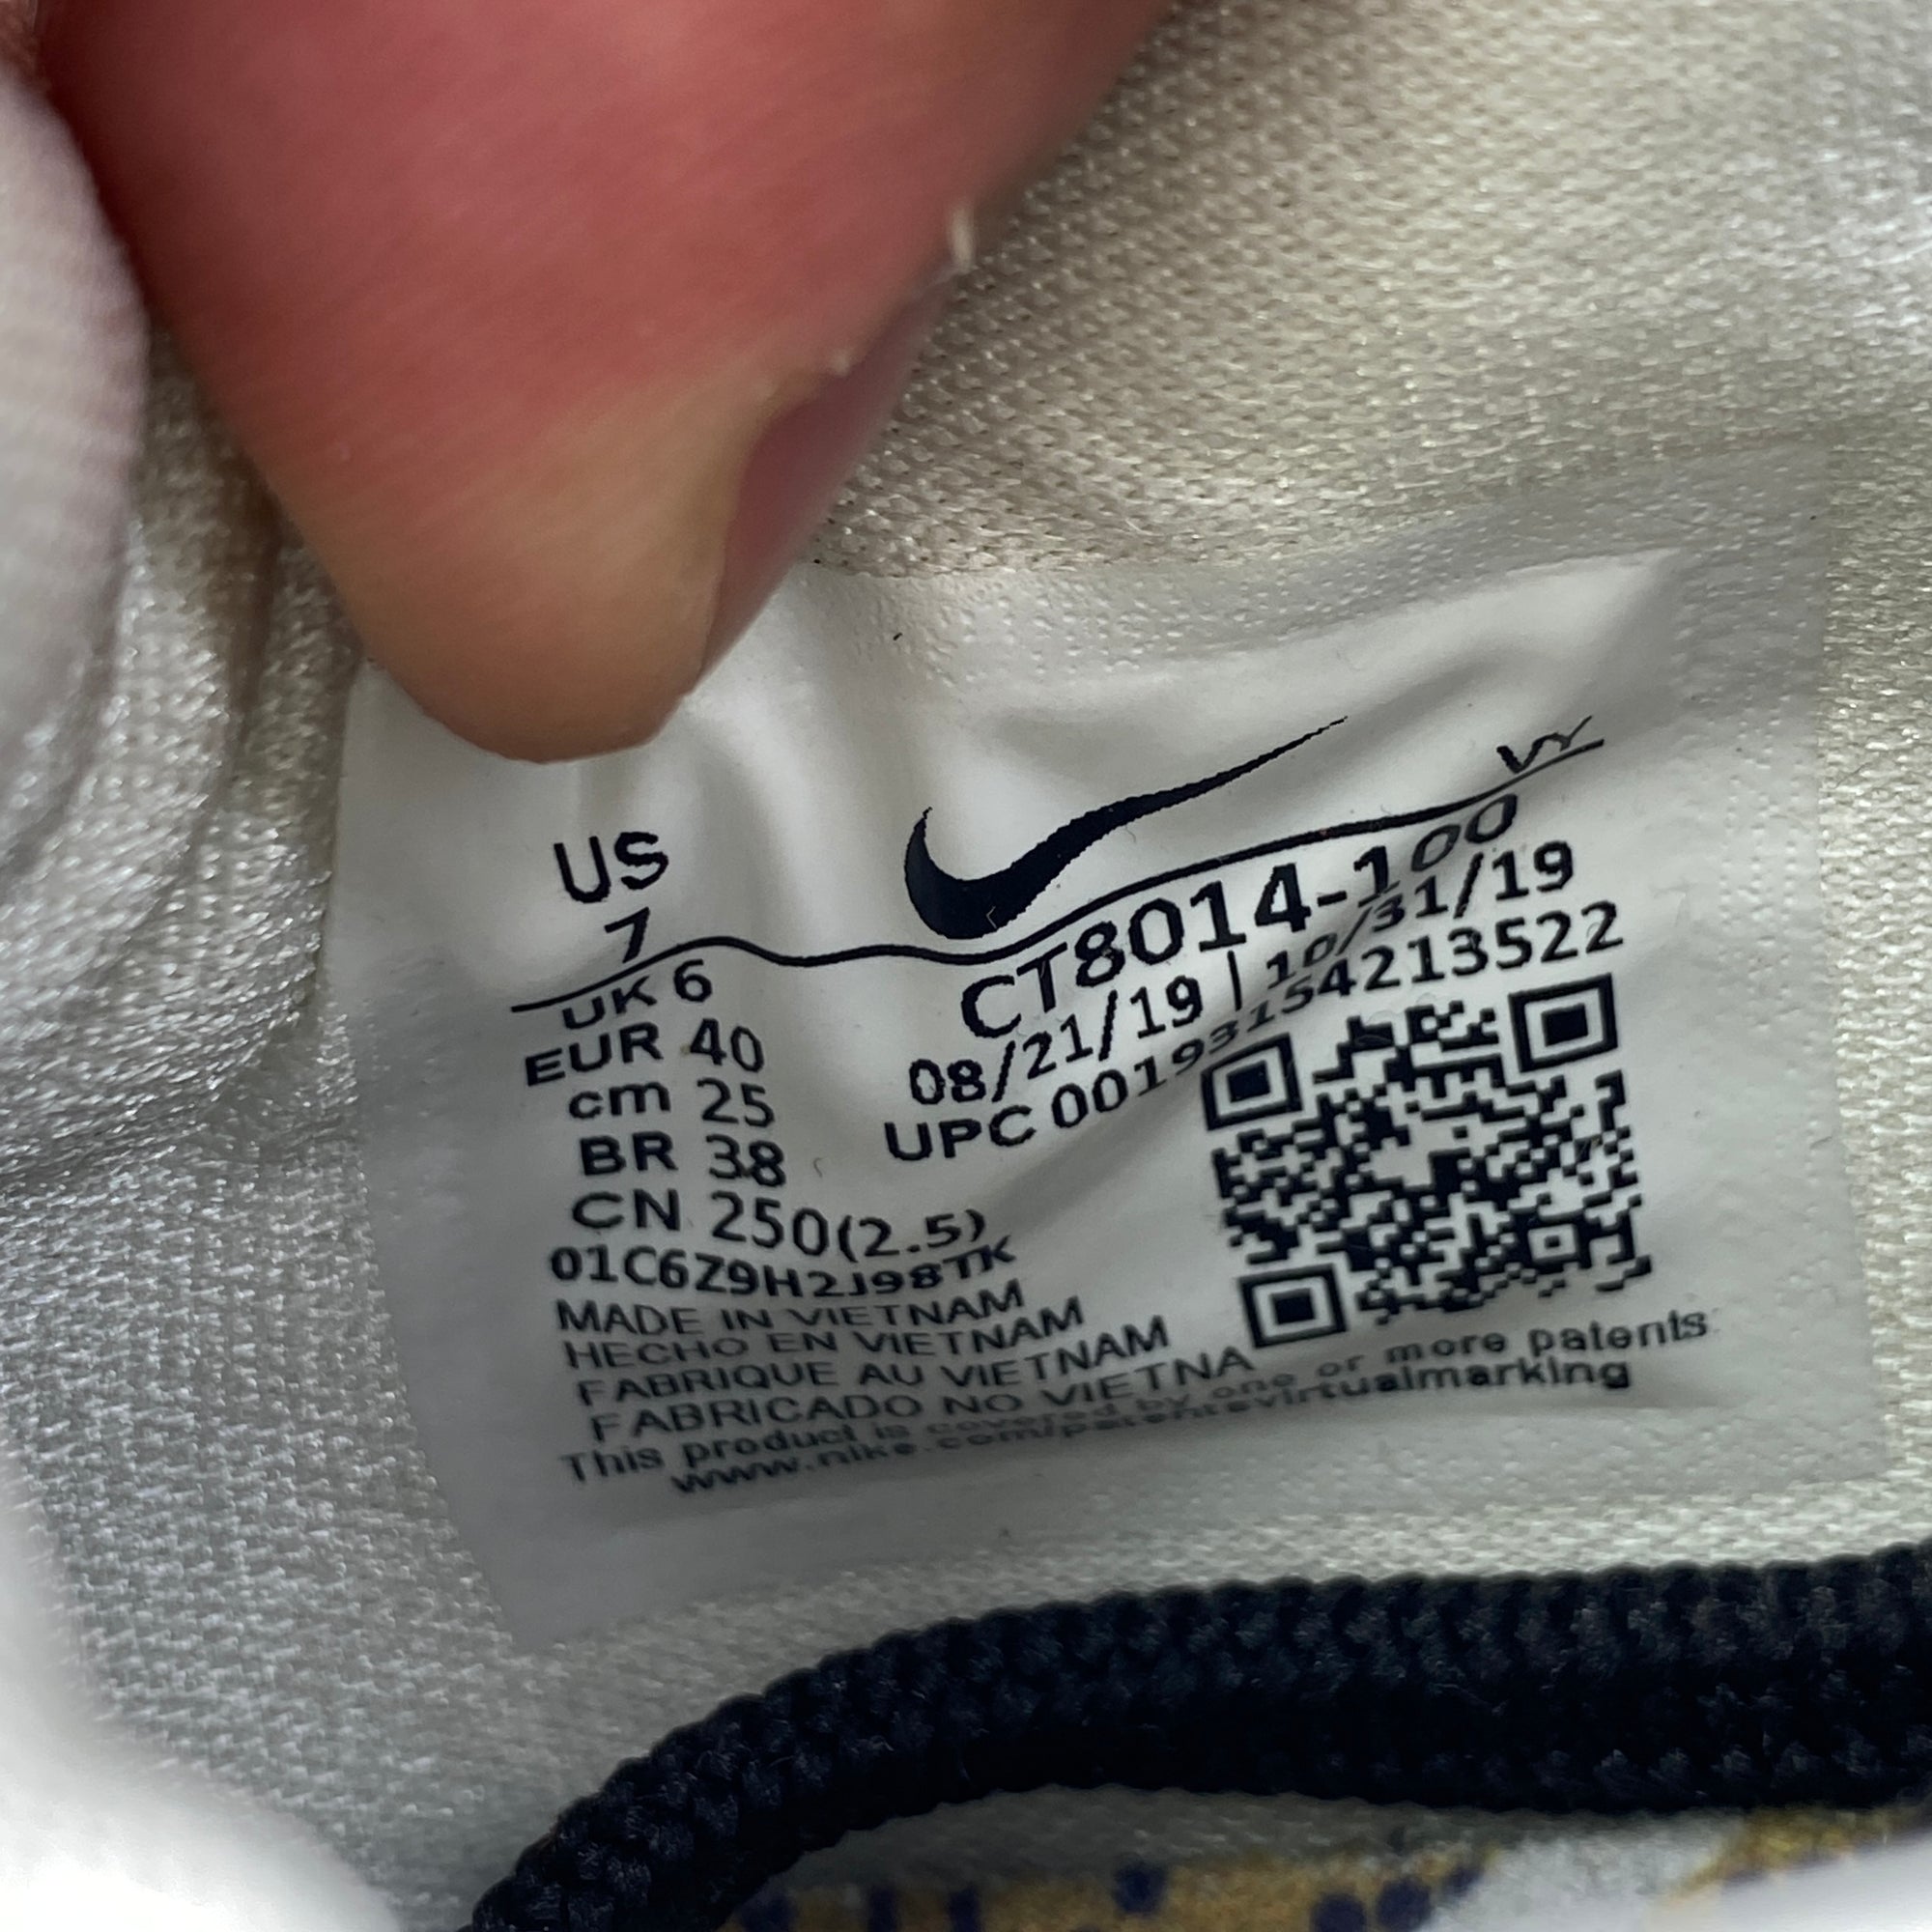 US
7
VY
UK 6
EUR 40
cm 25
BR 38
CN 250(2.5)
CT8014-100
08/21/19 | 10/31/19
UPC 00193154213522
01C6Z9H2J98TK
MADE IN VIETNAM
HECHO EN VIETNAM
FABRIQUE AU VIETNAM
FABRICADO NO VIETNA
This product is covered by one or more patents
www.nike.com/patentsvirtualmarking